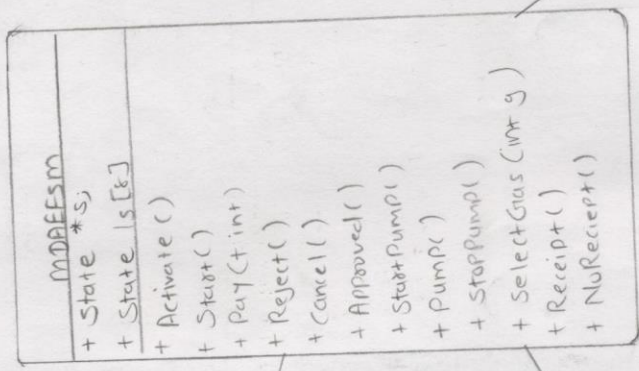 MDAEFSM
+ State *s;
+ State ls[8]
+ Activate()
+ Start()
+ Pay(t int)
+ Reject()
+ Cancel()
+ Approved()
+ StartPump()
+ Pump()
+ StopPump()
+ SelectGas(int g)
+ Receipt()
+ NoReciept()